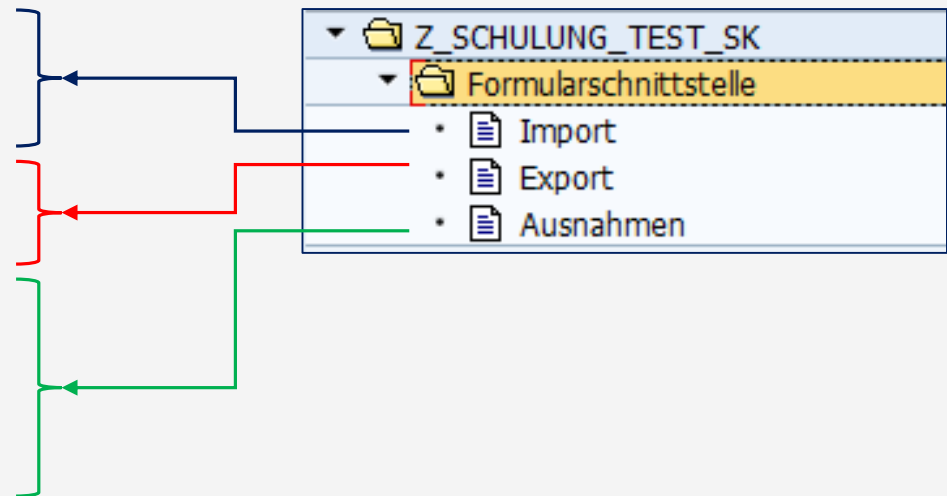 Z_SCHULUNG_TEST_SK
Formularschnittstelle
Import
Export
Ausnahmen